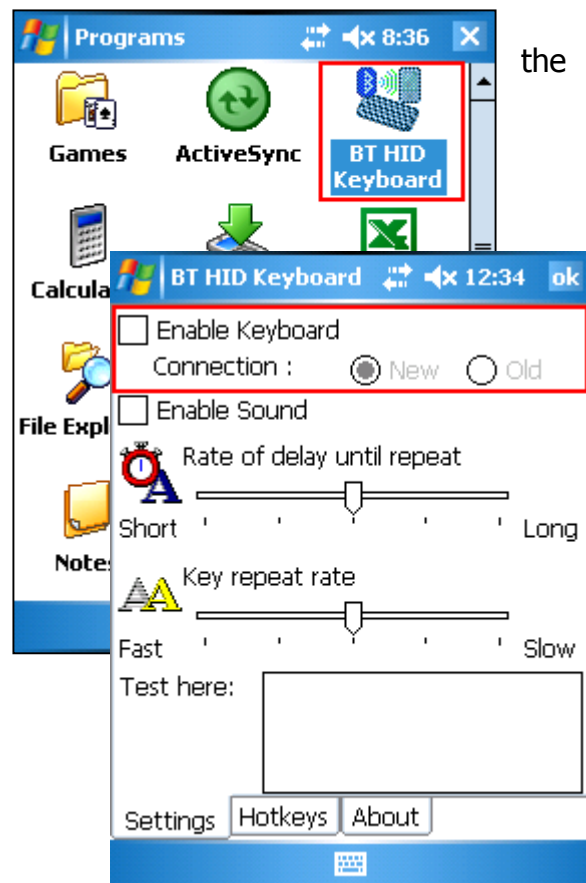 Programs 8:36
the
Games ActiveSync BT HID
Keyboard
Calcula
File Expl
Note
BT HID Keyboard 12:34 ok
Enable Keyboard
Connection : New Old
Enable Sound
Rate of delay until repeat
Short Long
Key repeat rate
Fast Slow
Test here:
Settings Hotkeys About